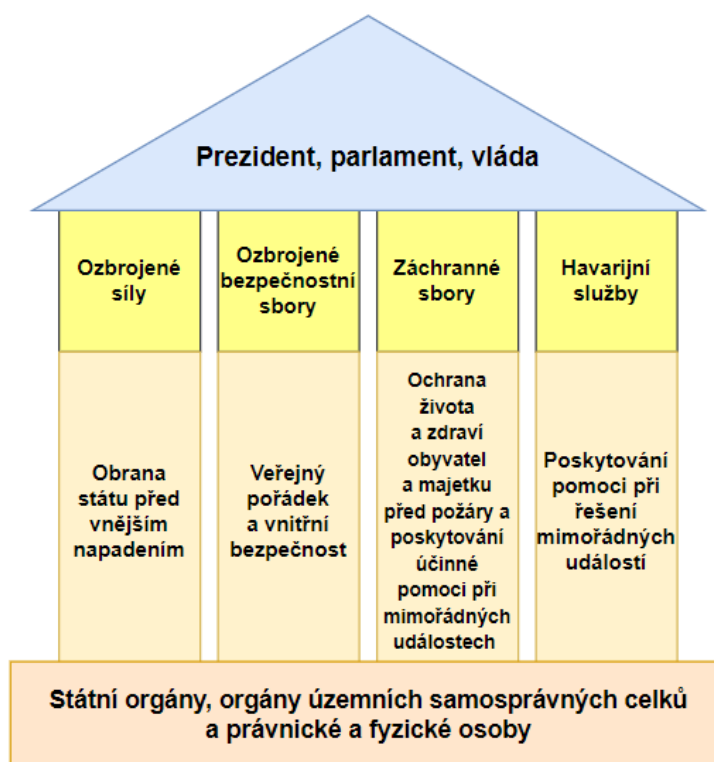 Prezident, parlament, vláda
Ozbrojené
síly
Ozbrojené
bezpečnostní
sbory
Záchranné
sbory
Havarijní
služby
Obrana
státu před
vnějším
napadením
Veřejný
pořádek
a vnitřní
bezpečnost
Ochrana
života
a zdraví
obyvatel
a majetku
před požáry a
poskytování
účinné
pomoci při
mimořádných
událostech
Poskytování
pomoci při
řešení
mimořádných
událostí
Státní orgány, orgány územních samosprávných celků
a právnické a fyzické osoby